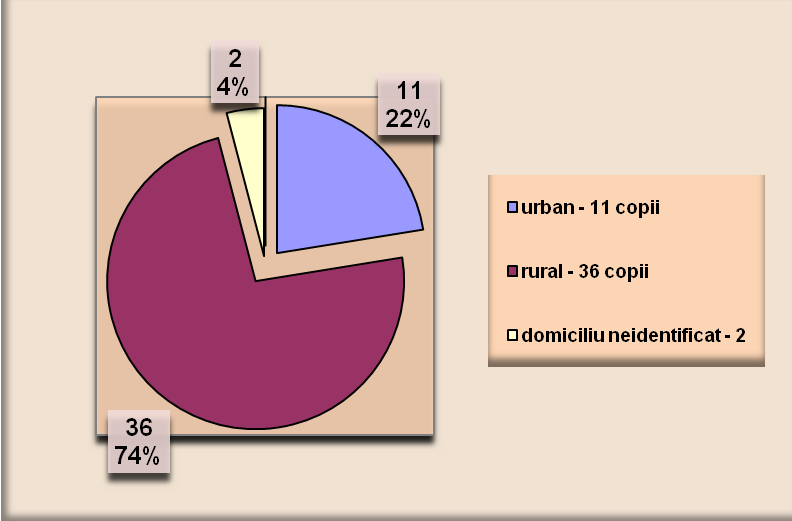 2
4%
11
22%
36
74%
urban - 11 copii
rural - 36 copii
domiciliu neidentificat - 2